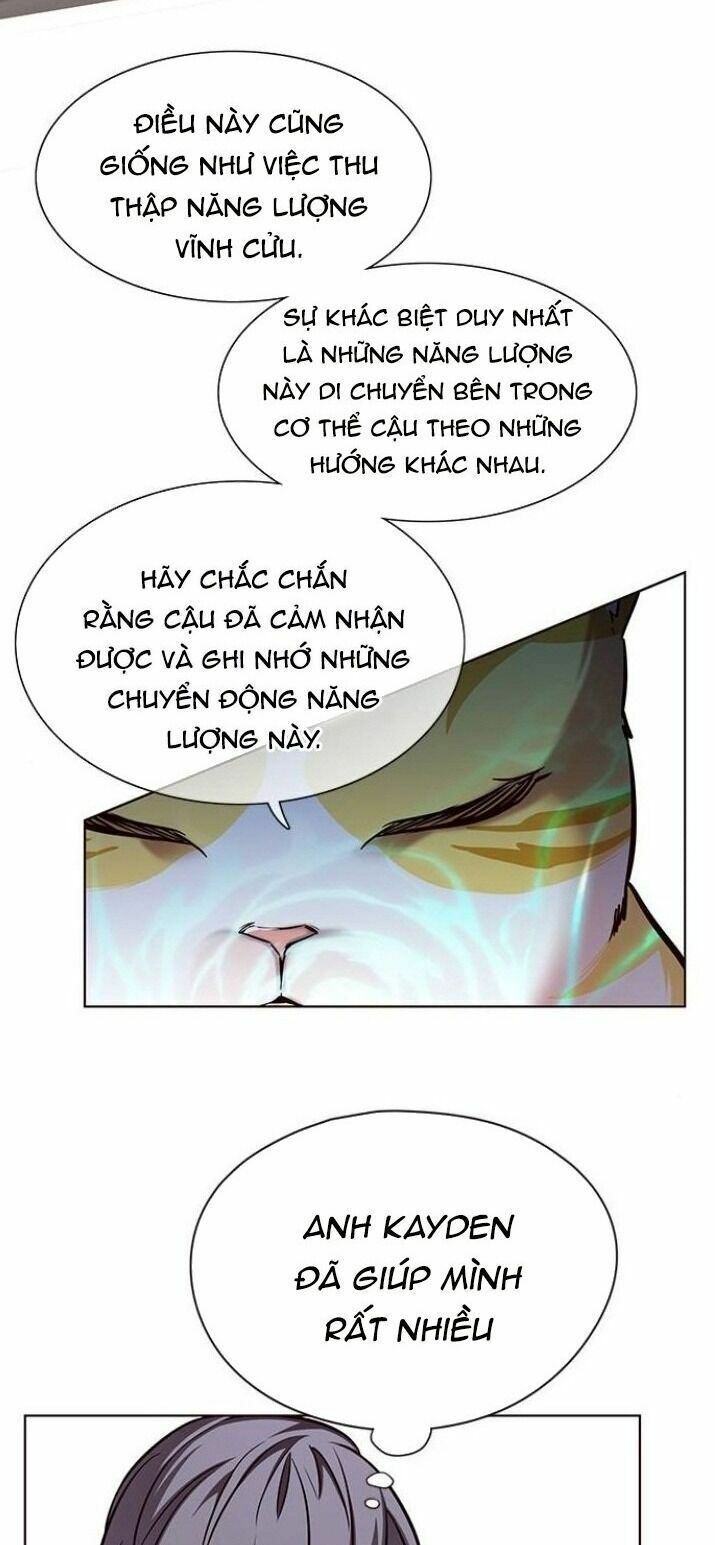 ĐIỀU NÀY CŨNG
GIỐNG NHƯ VIỆC THU
THẬP NĂNG LƯỢNG
VĨNH CỬU.
SỰ KHÁC BIỆT DUY NHẤT
LÀ NHỮNG NĂNG LƯỢNG
NÀY DI CHUYỂN BÊN TRONG
CƠ THỂ CẬU THEO NHỮNG
HƯỚNG KHÁC NHAU.
HÃY CHẮC CHẮN
RẰNG CẬU ĐÃ CẢM NHẬN
ĐƯỢC VÀ GHI NHỚ NHỮNG
CHUYỂN ĐỘNG NĂNG
LƯỢNG NÀY.
ANH KAYDEN
ĐÃ GIÚP MÌNH
RẤT NHIỀU